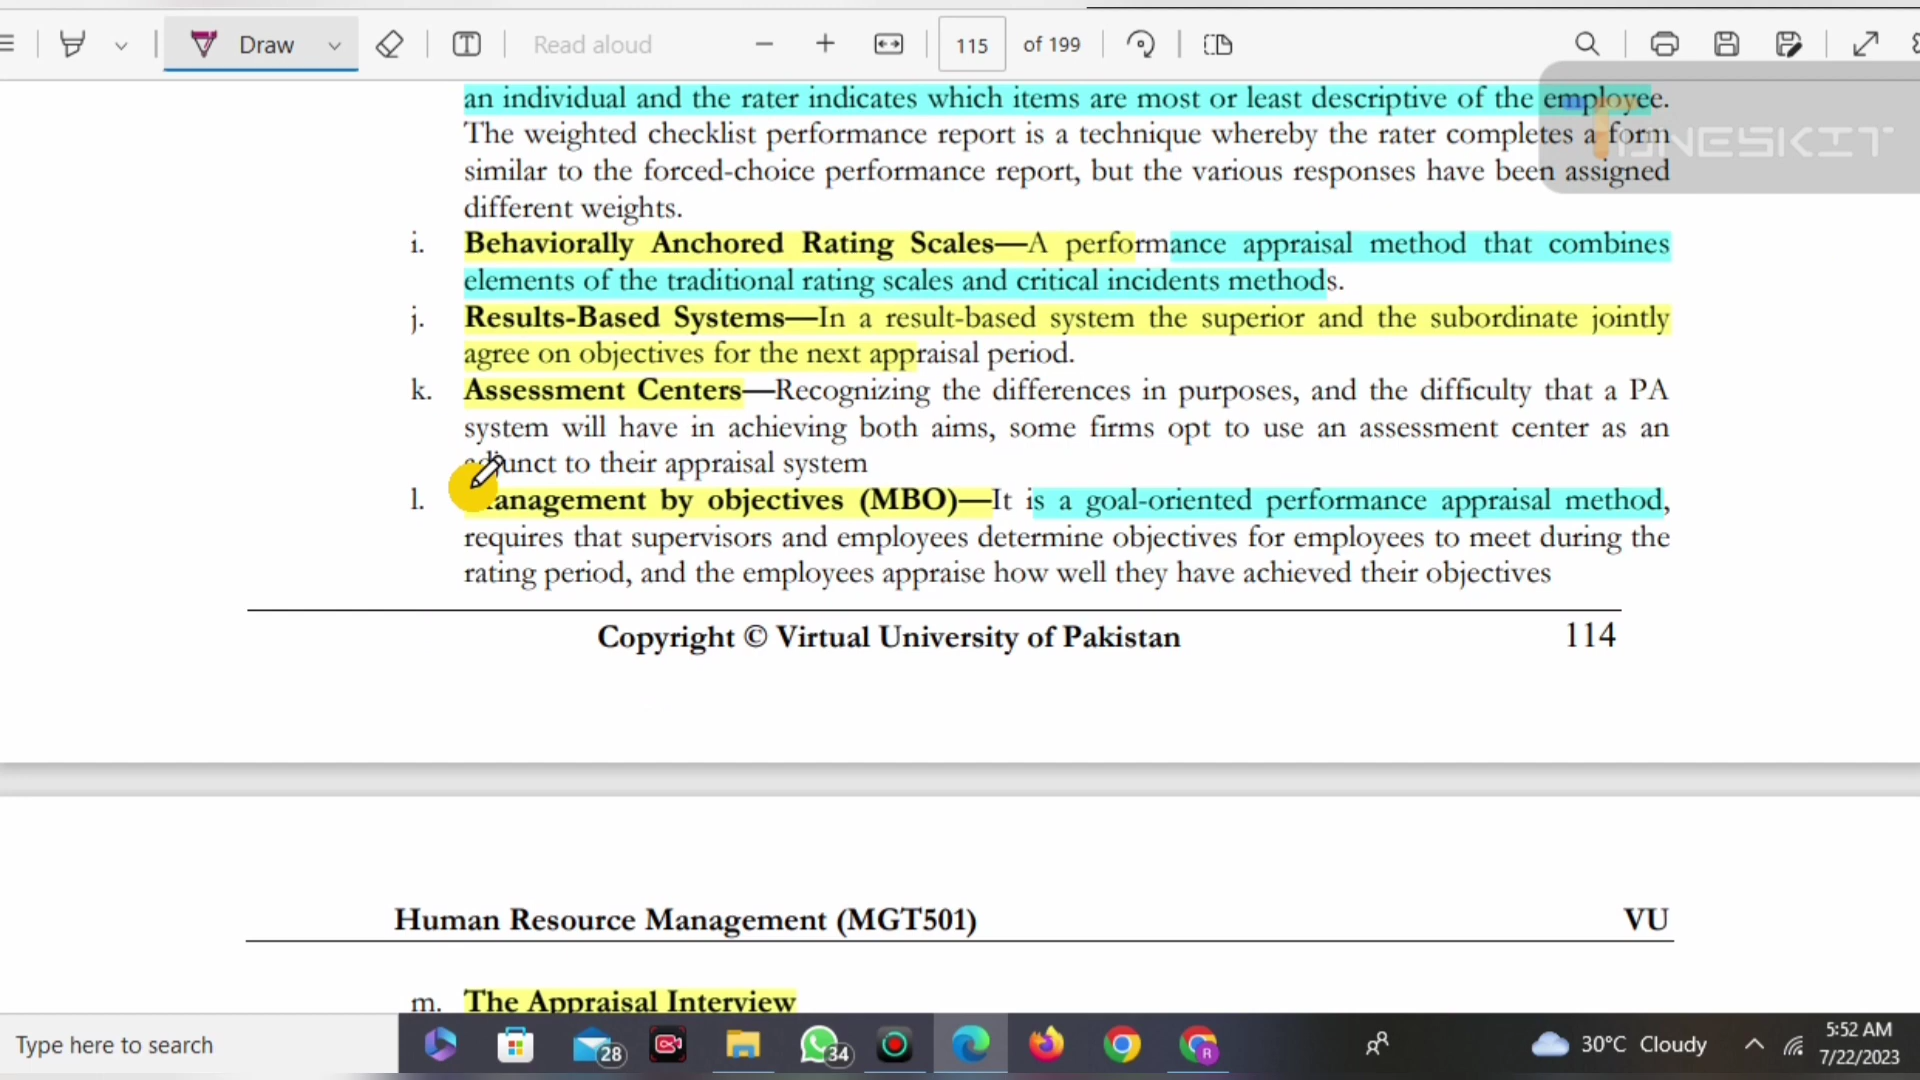 Draw
Read aloud
115 of 199
an individual and the rater indicates which items are most or least descriptive of the employee.
The weighted checklist performance report is a technique whereby the rater completes a form
similar to the forced-choice performance report, but the various responses have been assigned
different weights.
i. Behaviorally Anchored Rating Scales—A performance appraisal method that combines
elements of the traditional rating scales and critical incidents methods.
j. Results-Based Systems—In a result-based system the superior and the subordinate jointly
agree on objectives for the next appraisal period.
k. Assessment Centers—Recognizing the differences in purposes, and the difficulty that a PA
system will have in achieving both aims, some firms opt to use an assessment center as an
adjunct to their appraisal system
l. Management by objectives (MBO)—It is a goal-oriented performance appraisal method,
requires that supervisors and employees determine objectives for employees to meet during the
rating period, and the employees appraise how well they have achieved their objectives
Copyright © Virtual University of Pakistan 114
Human Resource Management (MGT501) VU
m. The Appraisal Interview
Type here to search
28
34
R
30°C Cloudy
5:52 AM
7/22/2023